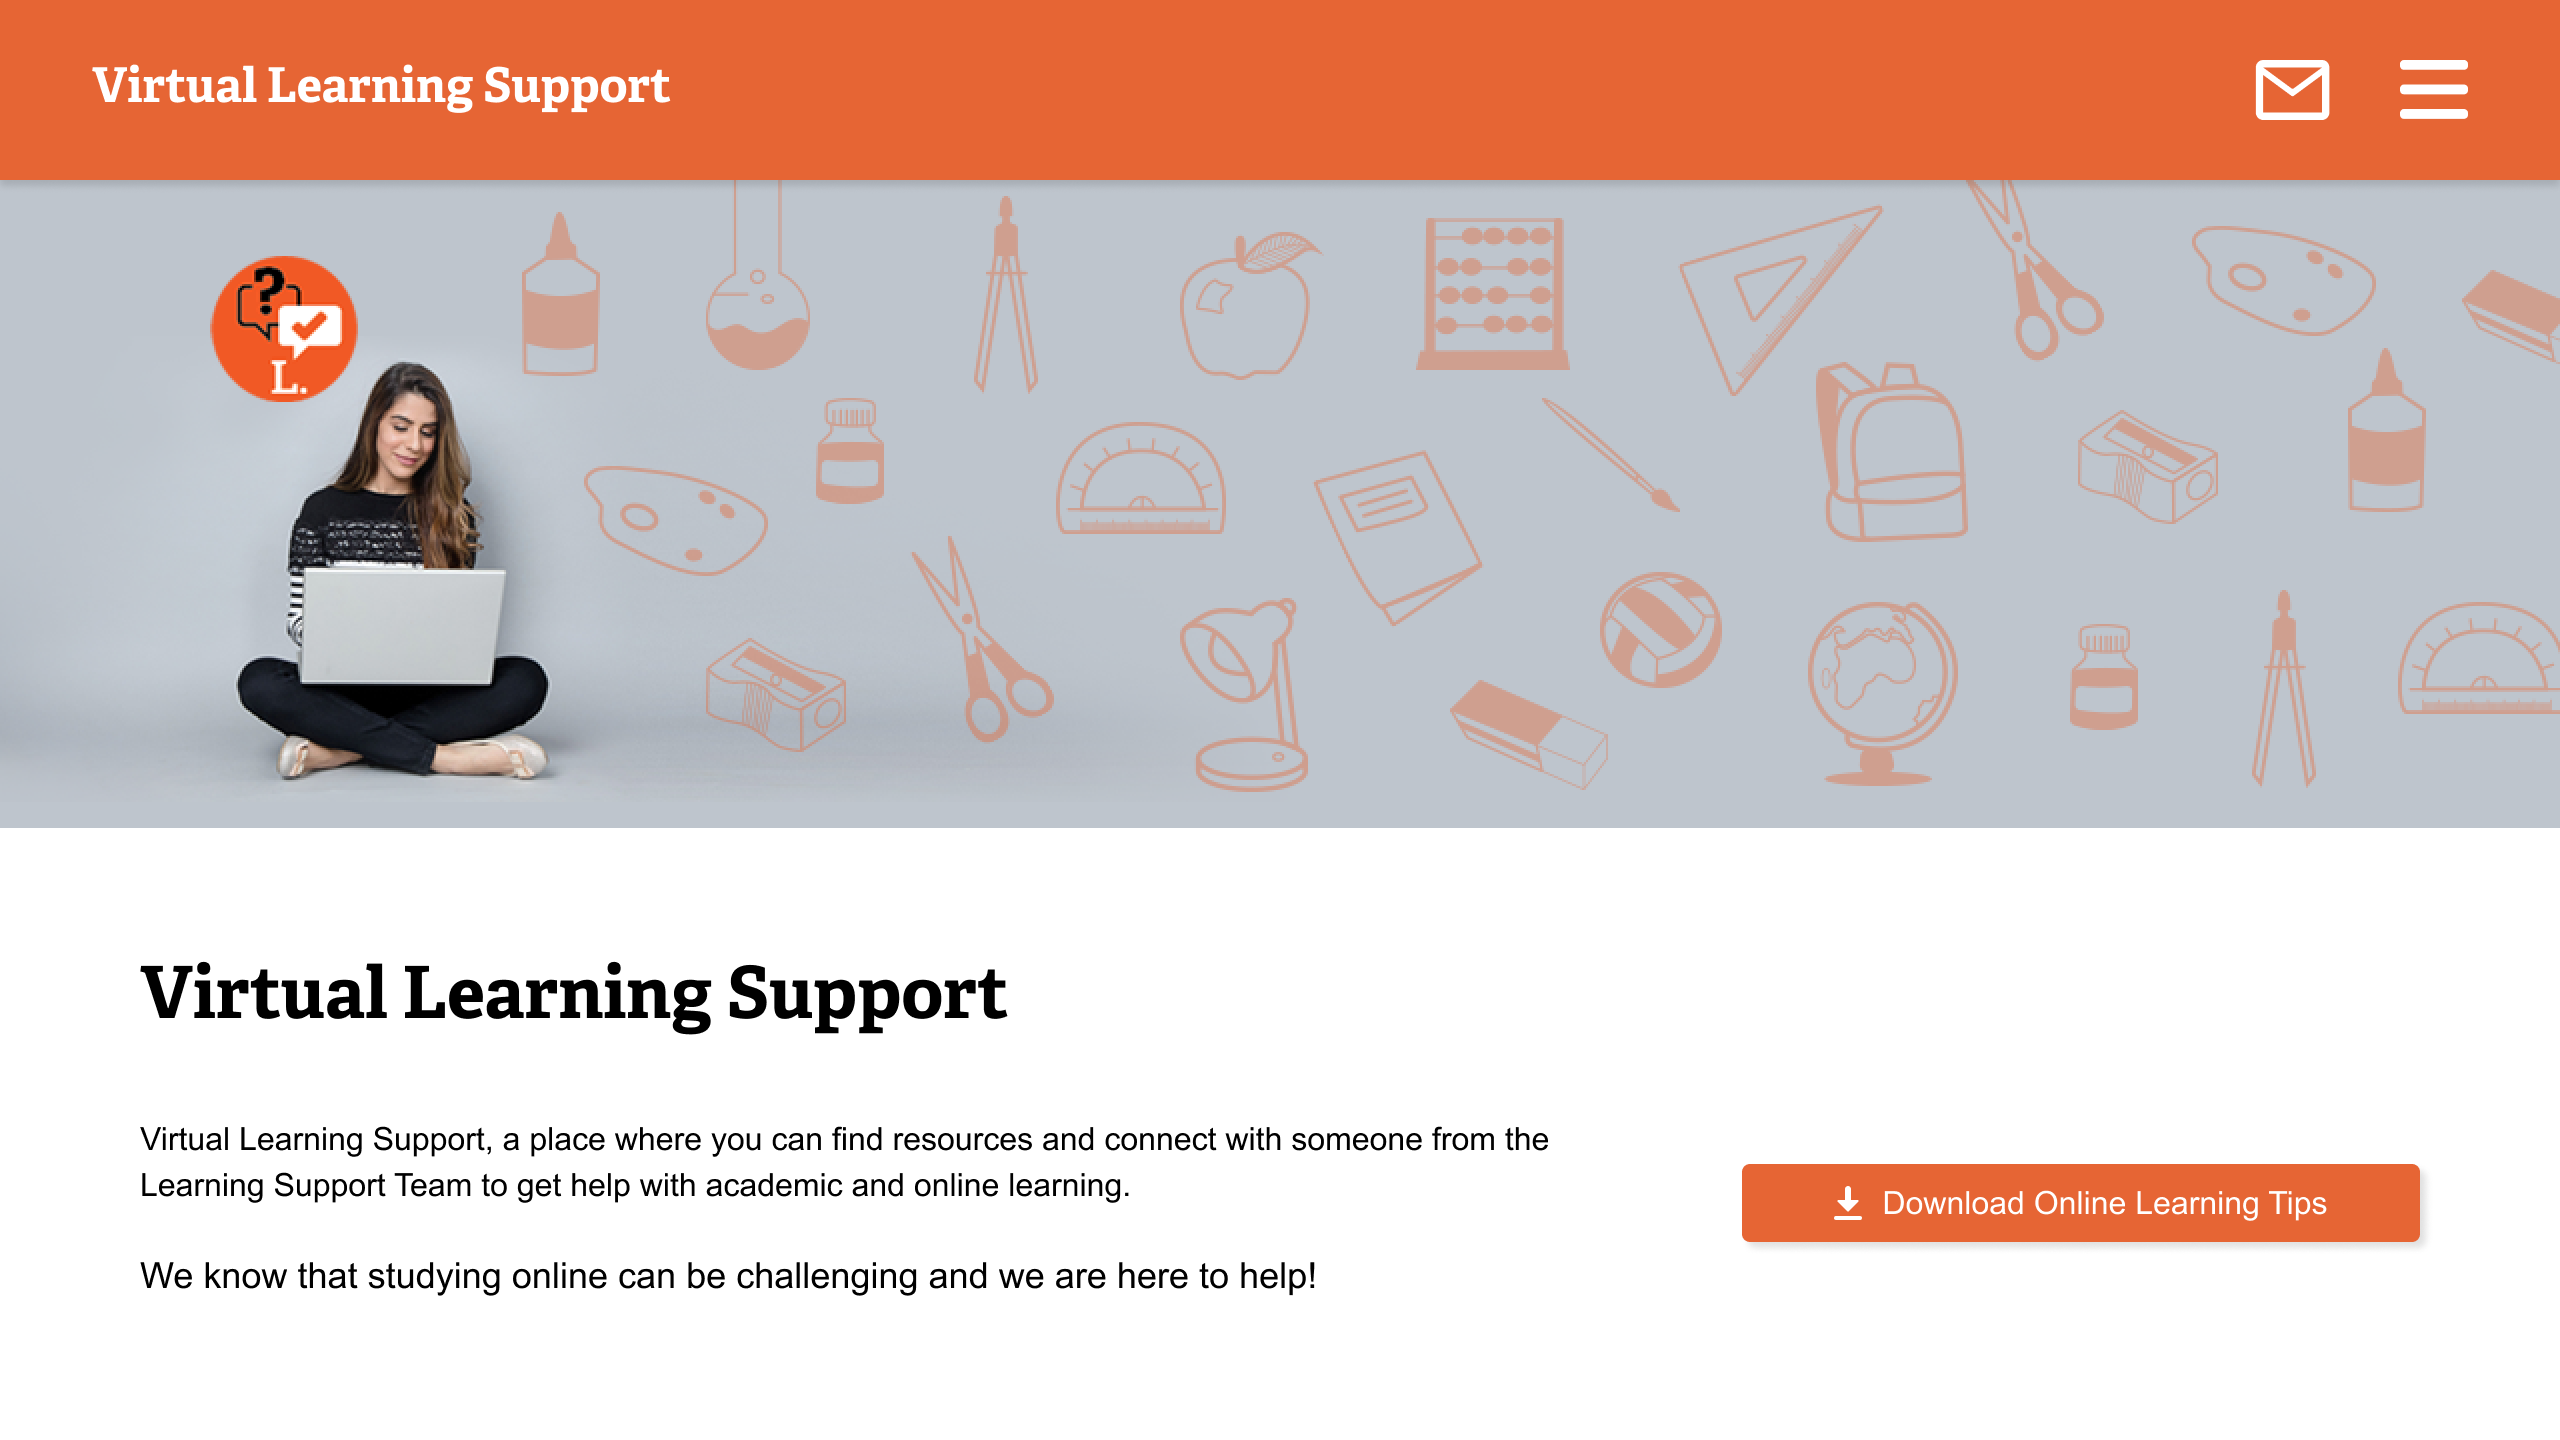 Virtual Learning Support
?
L.
Virtual Learning Support
Virtual Learning Support, a place where you can find resources and connect with someone from the
Learning Support Team to get help with academic and online learning.
Download Online Learning Tips
We know that studying online can be challenging and we are here to help!